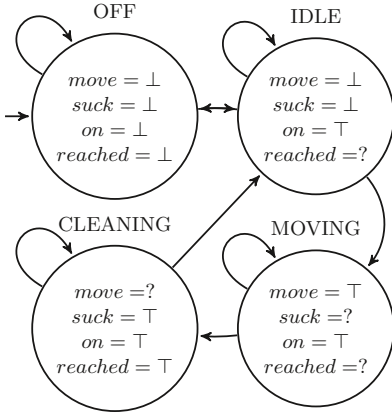 OFF
move = ⊥
suck = ⊥
on = ⊥
reached = ⊥
IDLE
move = ⊥
suck = ⊥
on = ⊤
reached =?
CLEANING
move =?
suck = ⊤
on = ⊤
reached = ⊤
MOVING
move = ⊤
suck =?
on = ⊤
reached =?